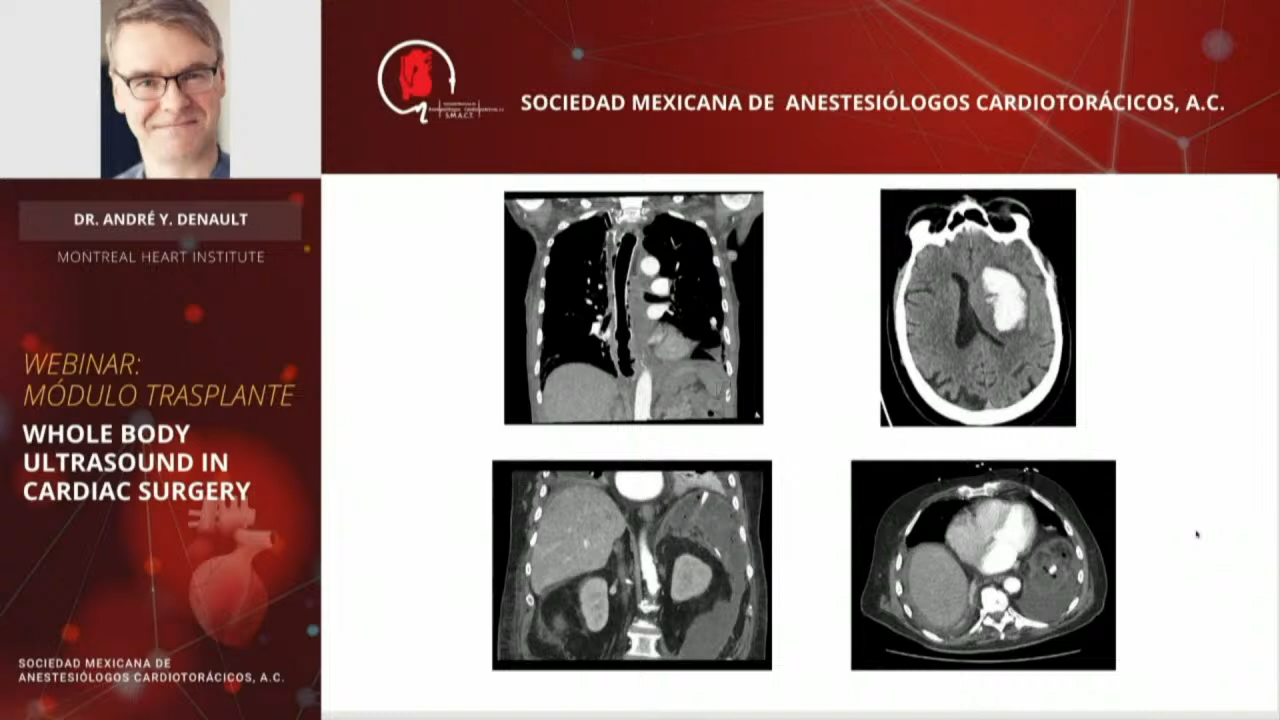 DR. ANDRÉ Y. DENAULT
MONTREAL HEART INSTITUTE
WEBINAR:
MÓDULO TRASPLANTE
WHOLE BODY
ULTRASOUND IN
CARDIAC SURGERY
SOCIEDAD MEXICANA DE
ANESTESIÓLOGOS CARDIOTORÁCICOS, A.C.
S.M.A.C.T.
SOCIEDAD MEXICANA DE ANESTESIÓLOGOS CARDIOTORÁCICOS, A.C.